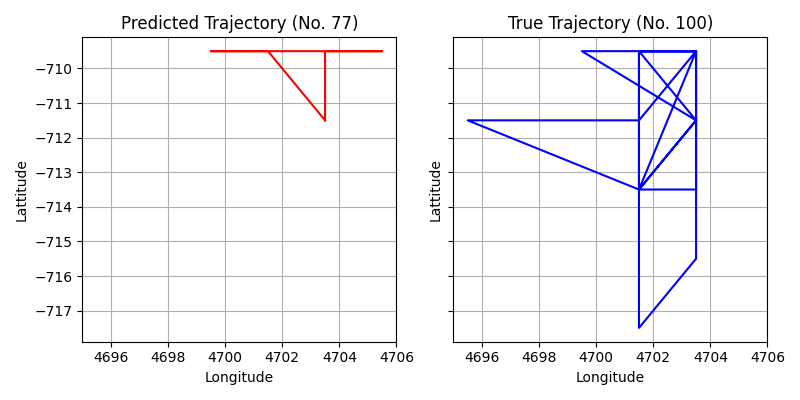 Predicted Trajectory (No. 77)
True Trajectory (No. 100)
Lattitude
−710
−711
−712
−713
−714
−715
−716
−717
4696 4698 4700 4702 4704 4706
Longitude
Lattitude
4696 4698 4700 4702 4704 4706
Longitude